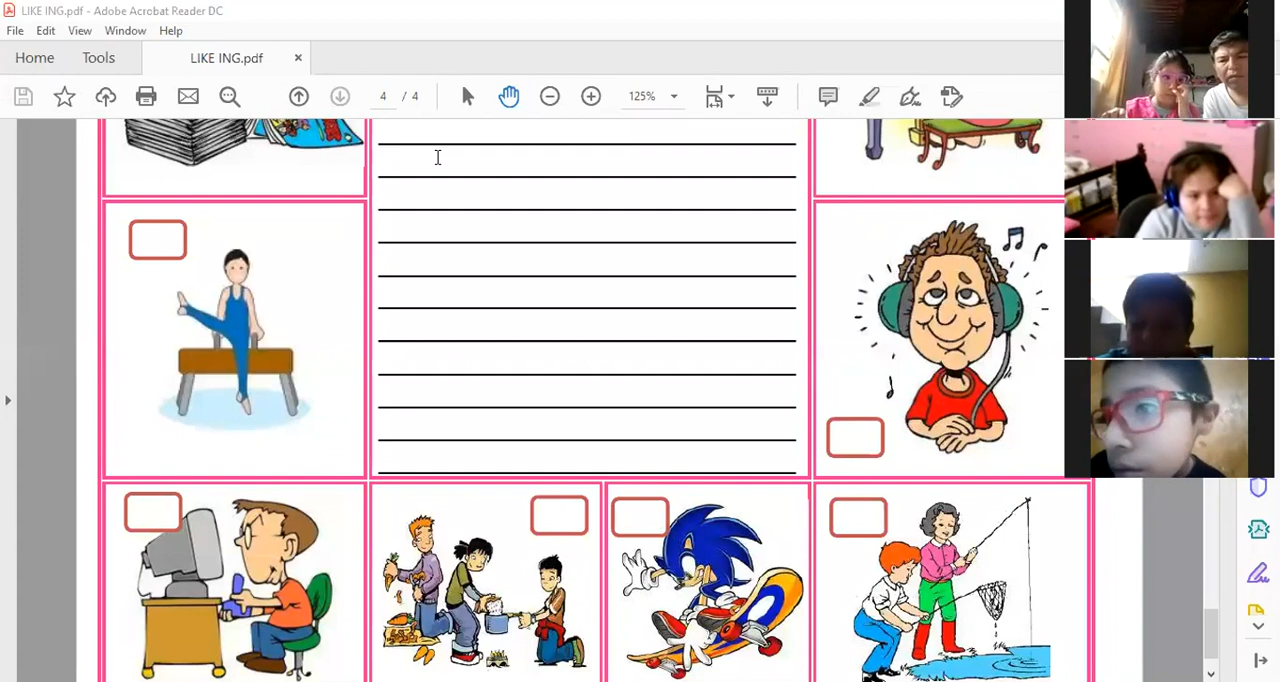 LIKE ING.pdf - Adobe Acrobat Reader DC
File Edit View Window Help
Home Tools LIKE ING.pdf ×
4 / 4 125%